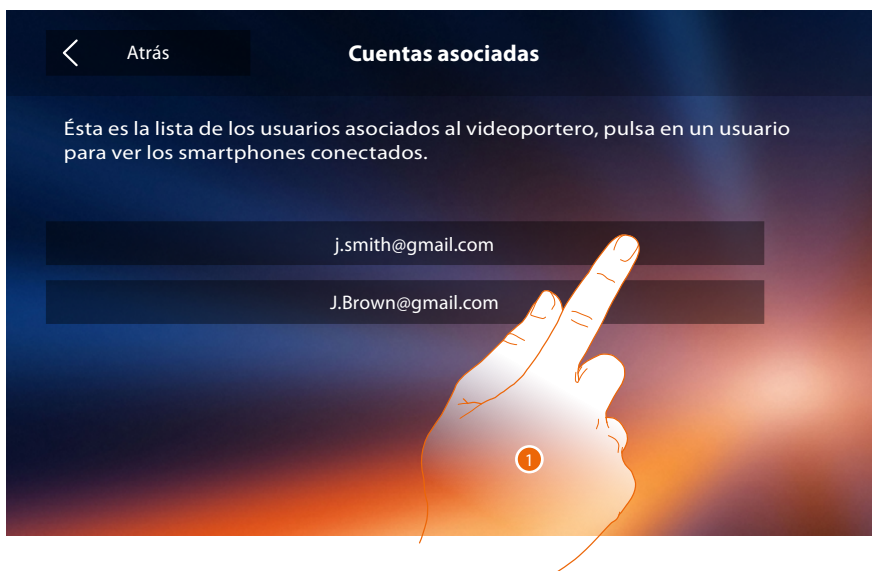 Atrás
Cuentas asociadas
Ésta es la lista de los usuarios asociados al videoportero, pulsa en un usuario
para ver los smartphones conectados.
j.smith@gmail.com
J.Brown@gmail.com
1